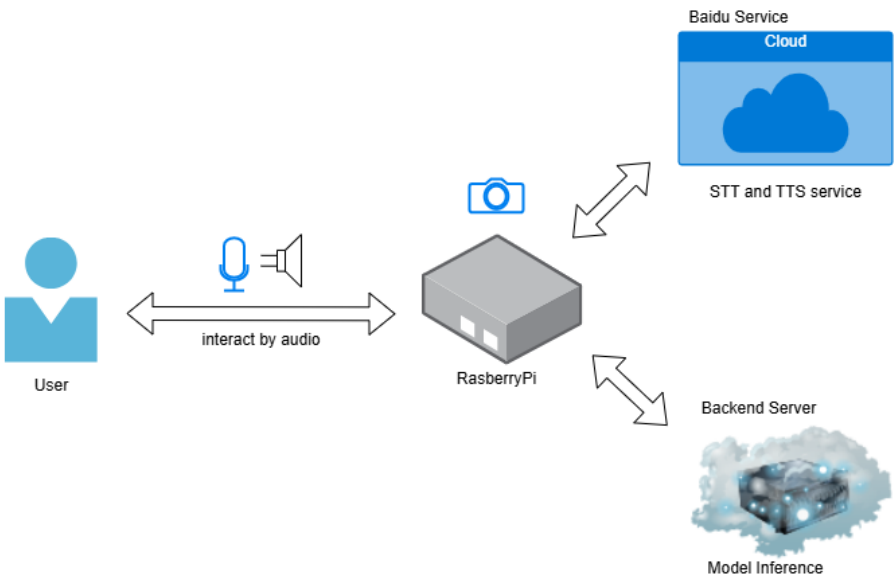 Baidu Service
Cloud
STT and TTS service
interact by audio
User
RasberryPi
Backend Server
Model Inference